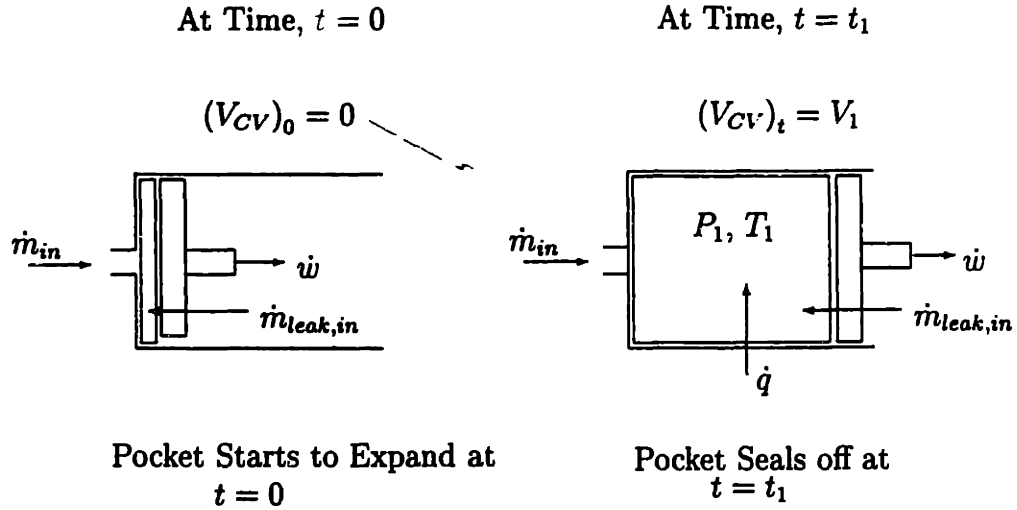 At Time, t = 0
At Time, t = t₁
(V_CV)₀ = 0
(V_CV)ₜ = V₁
ṁ_in
ẇ
ṁ_leak,in
ṁ_in
P₁, T₁
ẇ
ṁ_leak,in
q̇
Pocket Starts to Expand at
t = 0
Pocket Seals off at
t = t₁